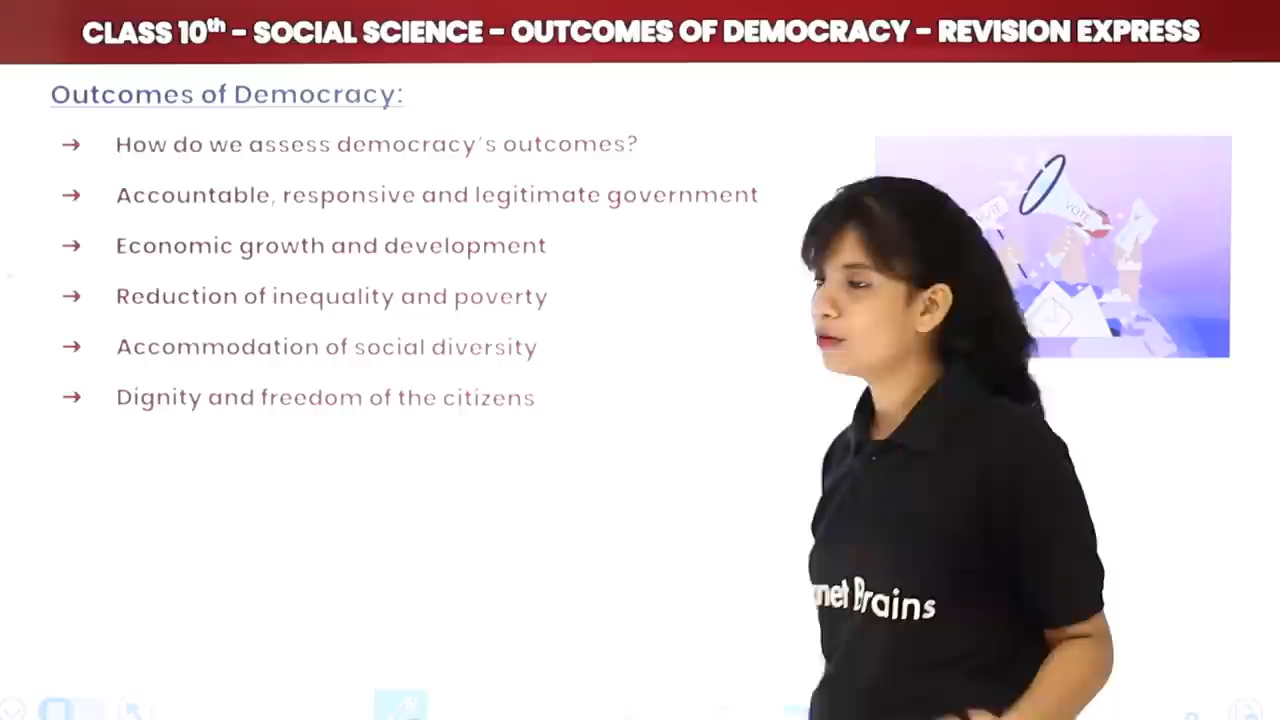 CLASS 10th – SOCIAL SCIENCE – OUTCOMES OF DEMOCRACY – REVISION EXPRESS
Outcomes of Democracy:
→ How do we assess democracy's outcomes?
→ Accountable, responsive and legitimate government
→ Economic growth and development
→ Reduction of inequality and poverty
→ Accommodation of social diversity
→ Dignity and freedom of the citizens
VOTE
VOTE
Brains